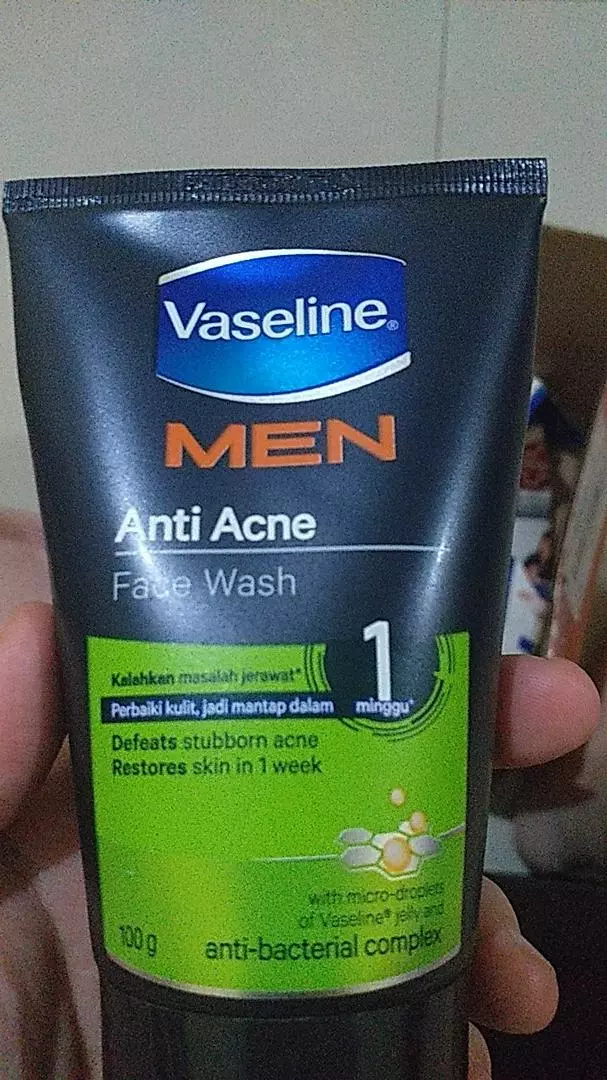 Vaseline®
MEN
Anti Acne
Face Wash
Kalahkan masalah jerawat*
Perbaiki kulit, jadi mantap dalam 1 minggu*
Defeats stubborn acne
Restores skin in 1 week
with micro-droplets
of Vaseline® jelly and
anti-bacterial complex
100 g